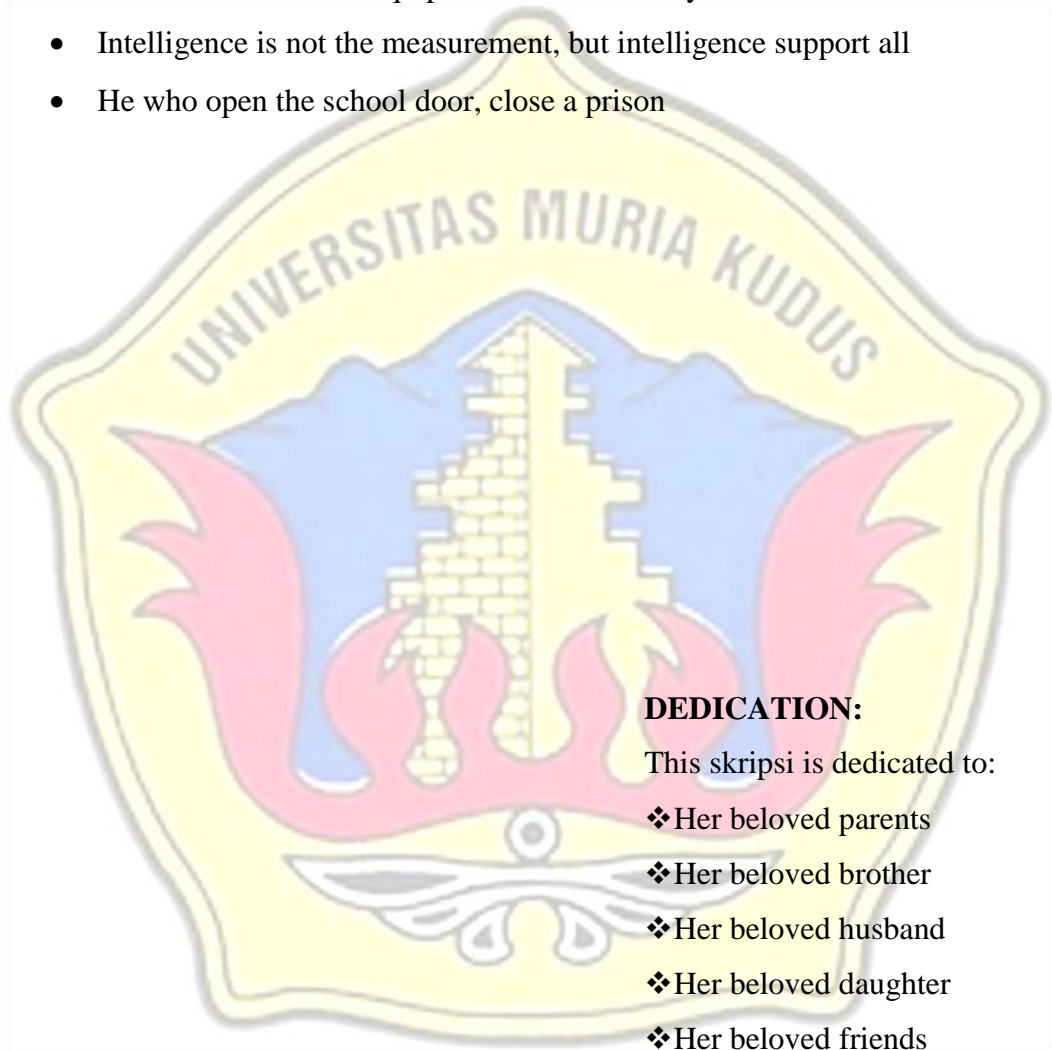 • Intelligence is not the measurement, but intelligence support all
• He who open the school door, close a prison
UNIVERSITAS MURIA KUDUS
DEDICATION:
This skripsi is dedicated to:
❖Her beloved parents
❖Her beloved brother
❖Her beloved husband
❖Her beloved daughter
❖Her beloved friends